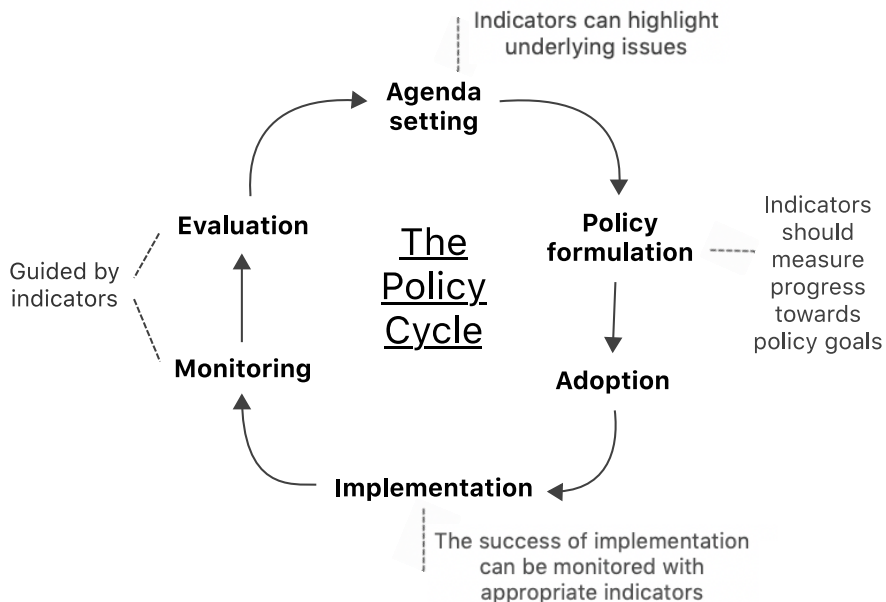 Indicators can highlight
underlying issues
Agenda
setting
Policy
formulation
Indicators
should
measure
progress
towards
policy goals
Adoption
Implementation
The success of implementation
can be monitored with
appropriate indicators
Monitoring
Evaluation
Guided by
indicators
The
Policy
Cycle